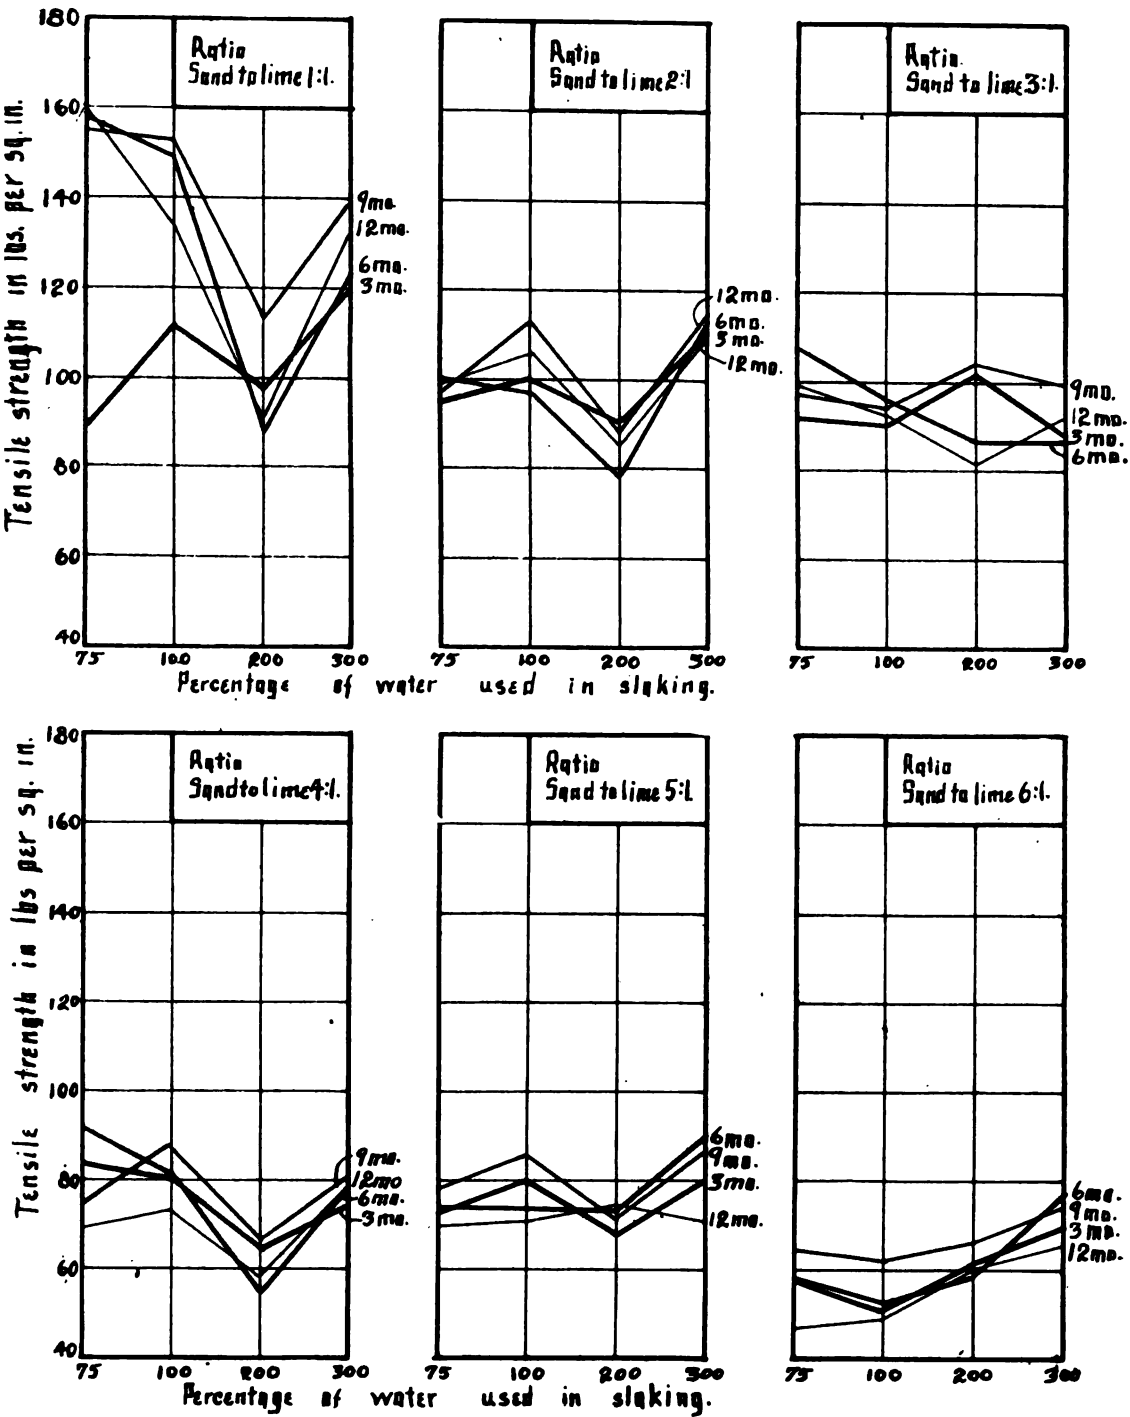 180
160
140
120
100
80
60
40
Tensile strength in lbs. per sq. in.
Ratio
Sand to lime 1:1.
9mo.
12mo.
6mo.
3mo.
75 100 200 300
Ratio
Sand to lime 2:1
12mo.
6mo.
3mo.
12mo.
75 100 200 300
Ratio.
Sand to lime 3:1.
9mo.
12mo.
3mo.
6mo.
75 100 200 300
Percentage of water used in slaking.
180
160
140
120
100
80
60
40
Tensile strength in lbs per sq. in.
Ratio
Sand to lime 4:1.
9mo.
12mo
6mo.
3mo.
75 100 200 300
Ratio
Sand to lime 5:1.
6mo.
9mo.
3mo.
12mo.
75 100 200 300
Ratio
Sand to lime 6:1.
6mo.
9mo.
3mo.
12mo.
75 100 200 300
Percentage of water used in slaking.